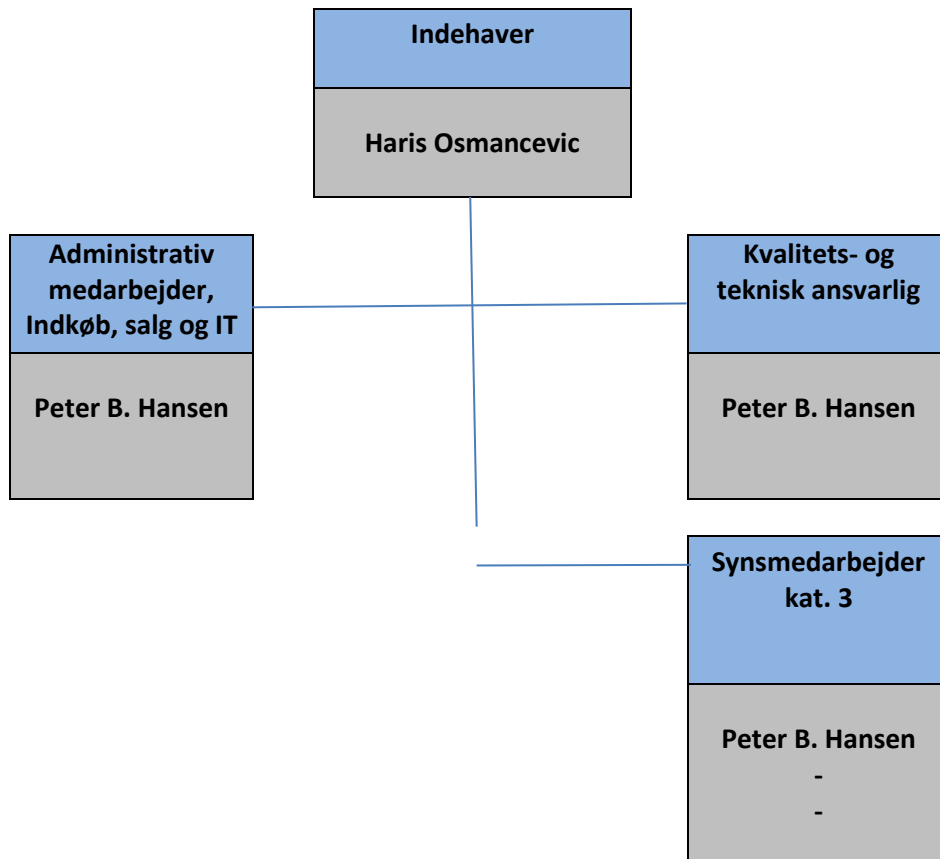 Indehaver
Haris Osmancevic
Administrativ
medarbejder,
Indkøb, salg og IT
Peter B. Hansen
Kvalitets- og
teknisk ansvarlig
Peter B. Hansen
Synsmedarbejder
kat. 3
Peter B. Hansen
-
-